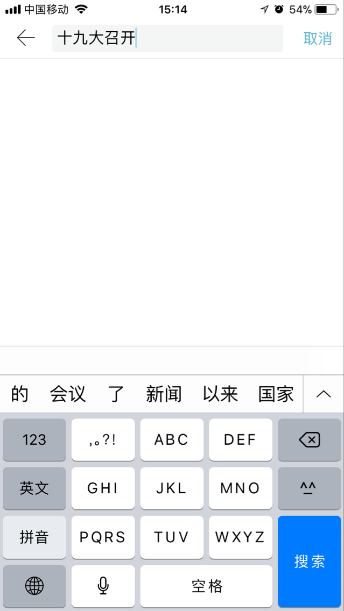 中国移动 15:14 54%
十九大召开 取消
的 会议 了 新闻 以来 国家
123 ,。?! ABC DEF
英文 GHI JKL MNO ^^
拼音 PQRS TUV WXYZ
空格 搜索